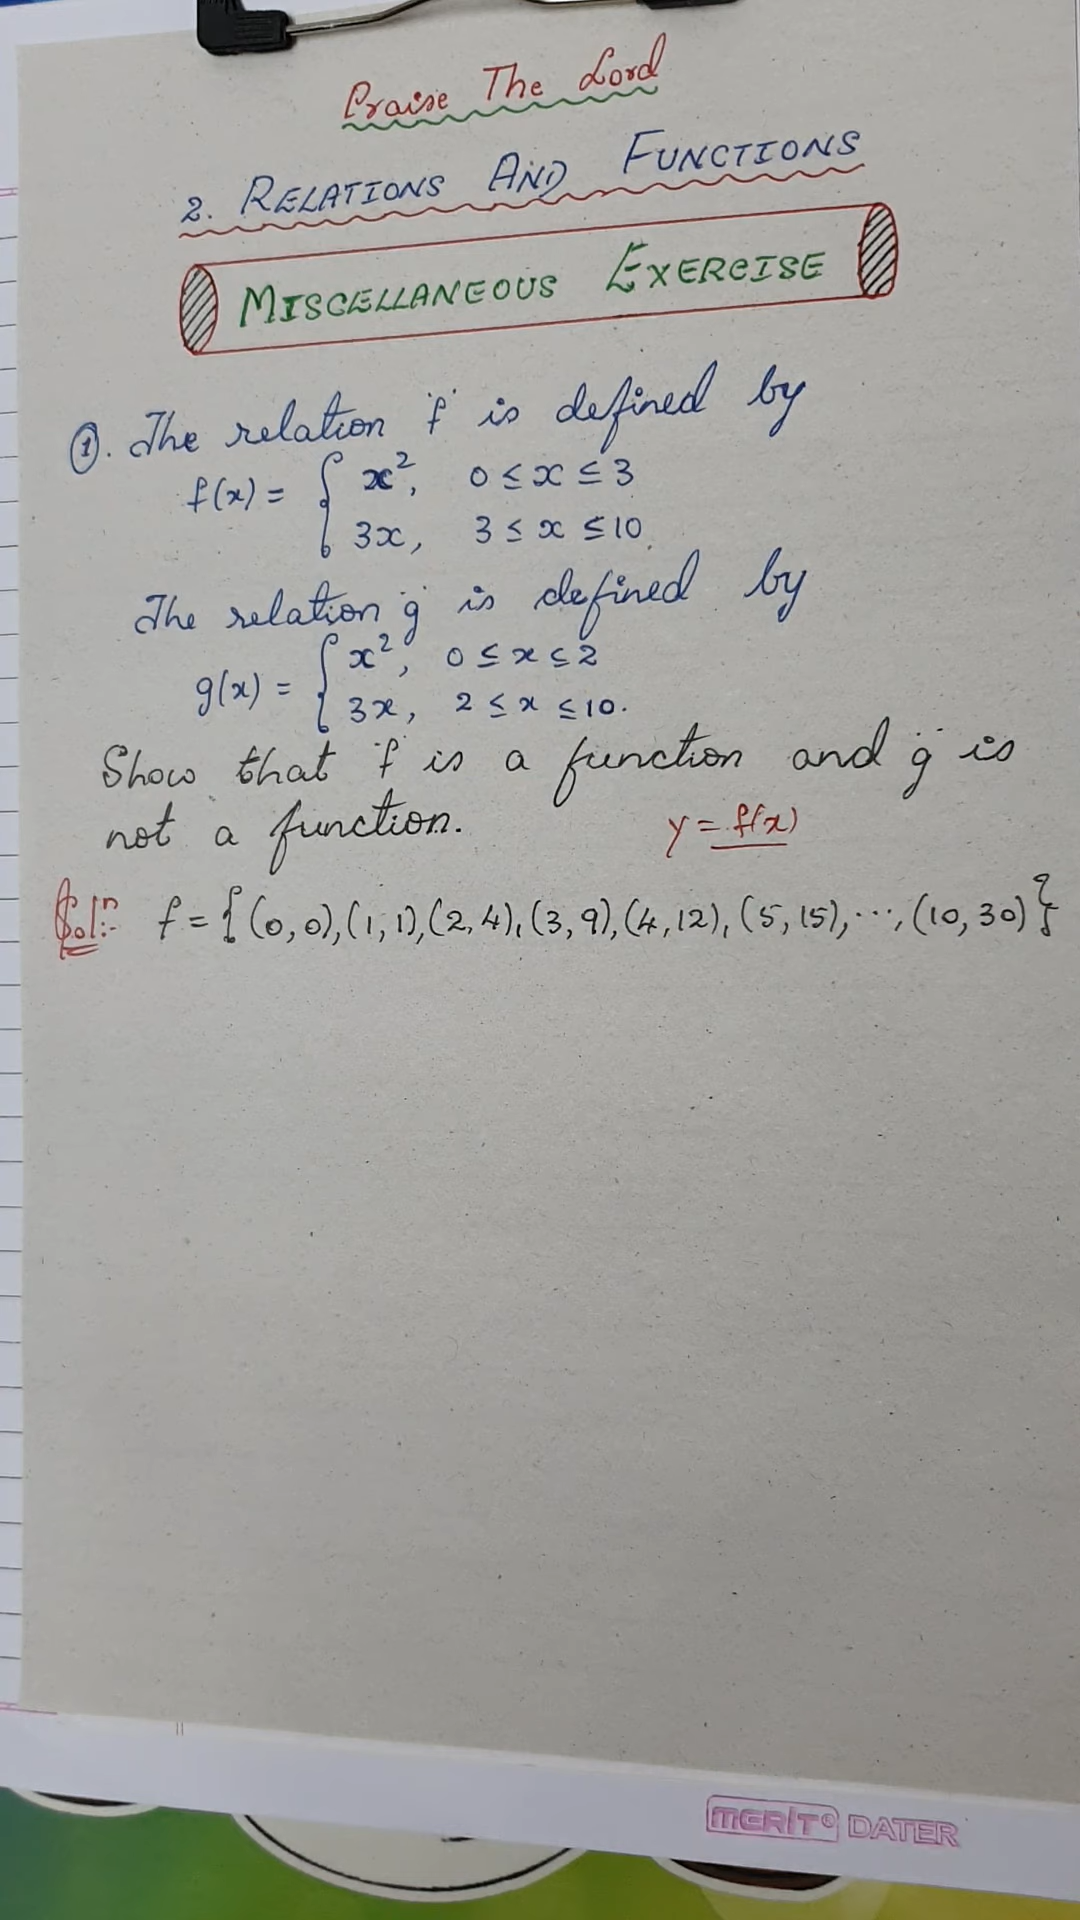 Praise The Lord
2. RELATIONS AND FUNCTIONS
MISCELLANEOUS EXERCISE
①. The relation 'f' is defined by
f(x) = { x², 0 ≤ x ≤ 3
3x, 3 ≤ x ≤ 10.
The relation 'g' is defined by
g(x) = { x², 0 ≤ x ≤ 2
3x, 2 ≤ x ≤ 10.
Show that 'f' is a function and 'g' is
not a function. y = f(x)
Solⁿ:- f = {(0,0),(1,1),(2,4),(3,9),(4,12),(5,15),...,(10,30)}
merit® DATER